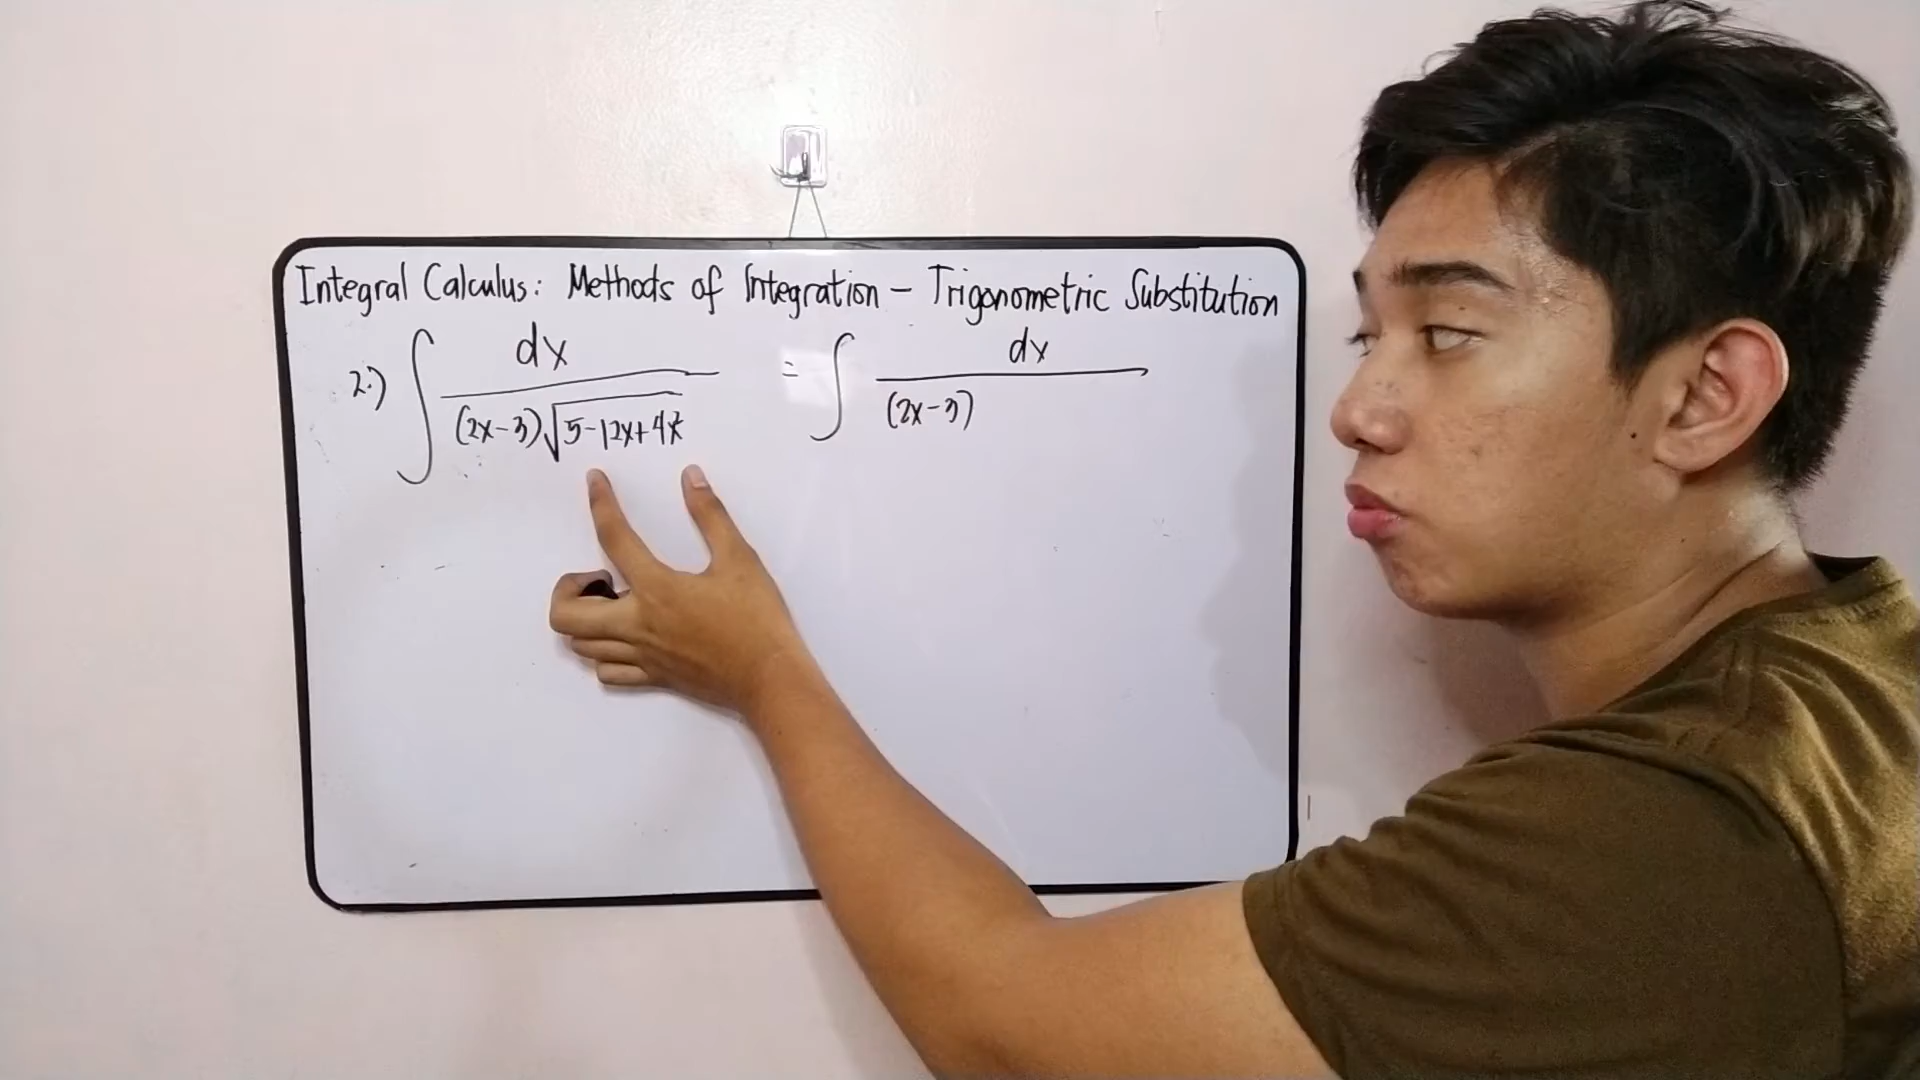 Integral Calculus: Methods of Integration - Trigonometric Substitution
2.) ∫ dx / (2x-3)√(5-12x+4x²) = ∫ dx / (2x-3)